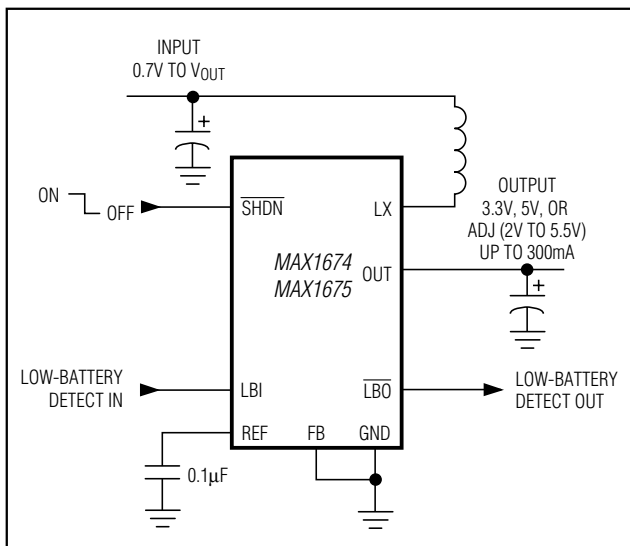 INPUT
0.7V TO VOUT
+
ON
OFF
SHDN
LX
OUTPUT
3.3V, 5V, OR
ADJ (2V TO 5.5V)
UP TO 300mA
MAX1674
MAX1675
OUT
+
LOW-BATTERY
DETECT IN
LBI
LBO
LOW-BATTERY
DETECT OUT
REF
FB
GND
0.1µF